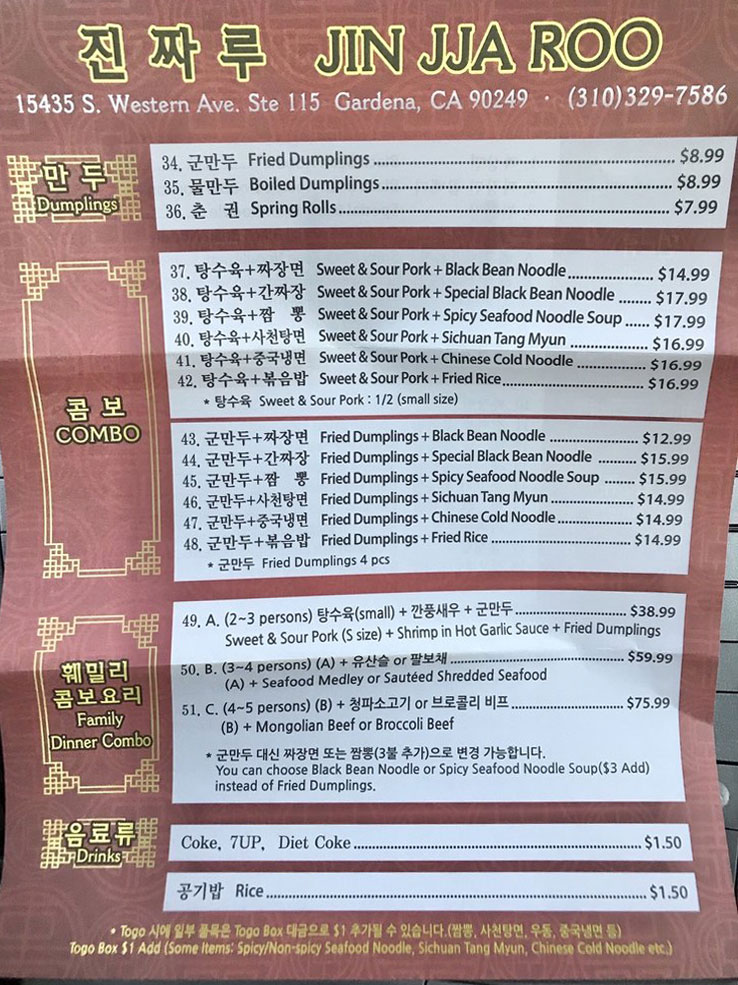 진짜루 JIN JJA ROO
15435 S. Western Ave. Ste 115 Gardena, CA 90249 · (310)329-7586
만두
Dumplings
34. 군만두 Fried Dumplings ........ $8.99
35. 물만두 Boiled Dumplings ........ $8.99
36. 춘 권 Spring Rolls ........ $7.99
콤보
COMBO
37. 탕수육+짜장면 Sweet & Sour Pork + Black Bean Noodle ........ $14.99
38. 탕수육+간짜장 Sweet & Sour Pork + Special Black Bean Noodle ........ $17.99
39. 탕수육+짬 뽕 Sweet & Sour Pork + Spicy Seafood Noodle Soup ...... $17.99
40. 탕수육+사천탕면 Sweet & Sour Pork + Sichuan Tang Myun ........ $16.99
41. 탕수육+중국냉면 Sweet & Sour Pork + Chinese Cold Noodle ........ $16.99
42. 탕수육+볶음밥 Sweet & Sour Pork + Fried Rice ........ $16.99
* 탕수육 Sweet & Sour Pork : 1/2 (small size)
43. 군만두+짜장면 Fried Dumplings + Black Bean Noodle ........ $12.99
44. 군만두+간짜장 Fried Dumplings + Special Black Bean Noodle ........ $15.99
45. 군만두+짬 뽕 Fried Dumplings + Spicy Seafood Noodle Soup ....... $15.99
46. 군만두+사천탕면 Fried Dumplings + Sichuan Tang Myun ........ $14.99
47. 군만두+중국냉면 Fried Dumplings + Chinese Cold Noodle ........ $14.99
48. 군만두+볶음밥 Fried Dumplings + Fried Rice ........ $14.99
* 군만두 Fried Dumplings 4 pcs
훼밀리
콤보요리
Family
Dinner Combo
49. A. (2~3 persons) 탕수육(small) + 깐풍새우 + 군만두 ........ $38.99
Sweet & Sour Pork (S size) + Shrimp in Hot Garlic Sauce + Fried Dumplings
50. B. (3~4 persons) (A) + 유산슬 or 팔보채 ........ $59.99
(A) + Seafood Medley or Sautéed Shredded Seafood
51. C. (4~5 persons) (B) + 청파소고기 or 브로콜리 비프 ........ $75.99
(B) + Mongolian Beef or Broccoli Beef
* 군만두 대신 짜장면 또는 짬뽕(3불 추가)으로 변경 가능합니다.
You can choose Black Bean Noodle or Spicy Seafood Noodle Soup($3 Add)
instead of Fried Dumplings.
음료류
Drinks
Coke, 7UP, Diet Coke ........ $1.50
공기밥 Rice ........ $1.50
• Togo 시에 일부 품목은 Togo Box 대금으로 $1 추가될 수 있습니다.(짬뽕, 사천탕면, 우동, 중국냉면 등)
Togo Box $1 Add (Some Items: Spicy/Non-spicy Seafood Noodle, Sichuan Tang Myun, Chinese Cold Noodle etc.)